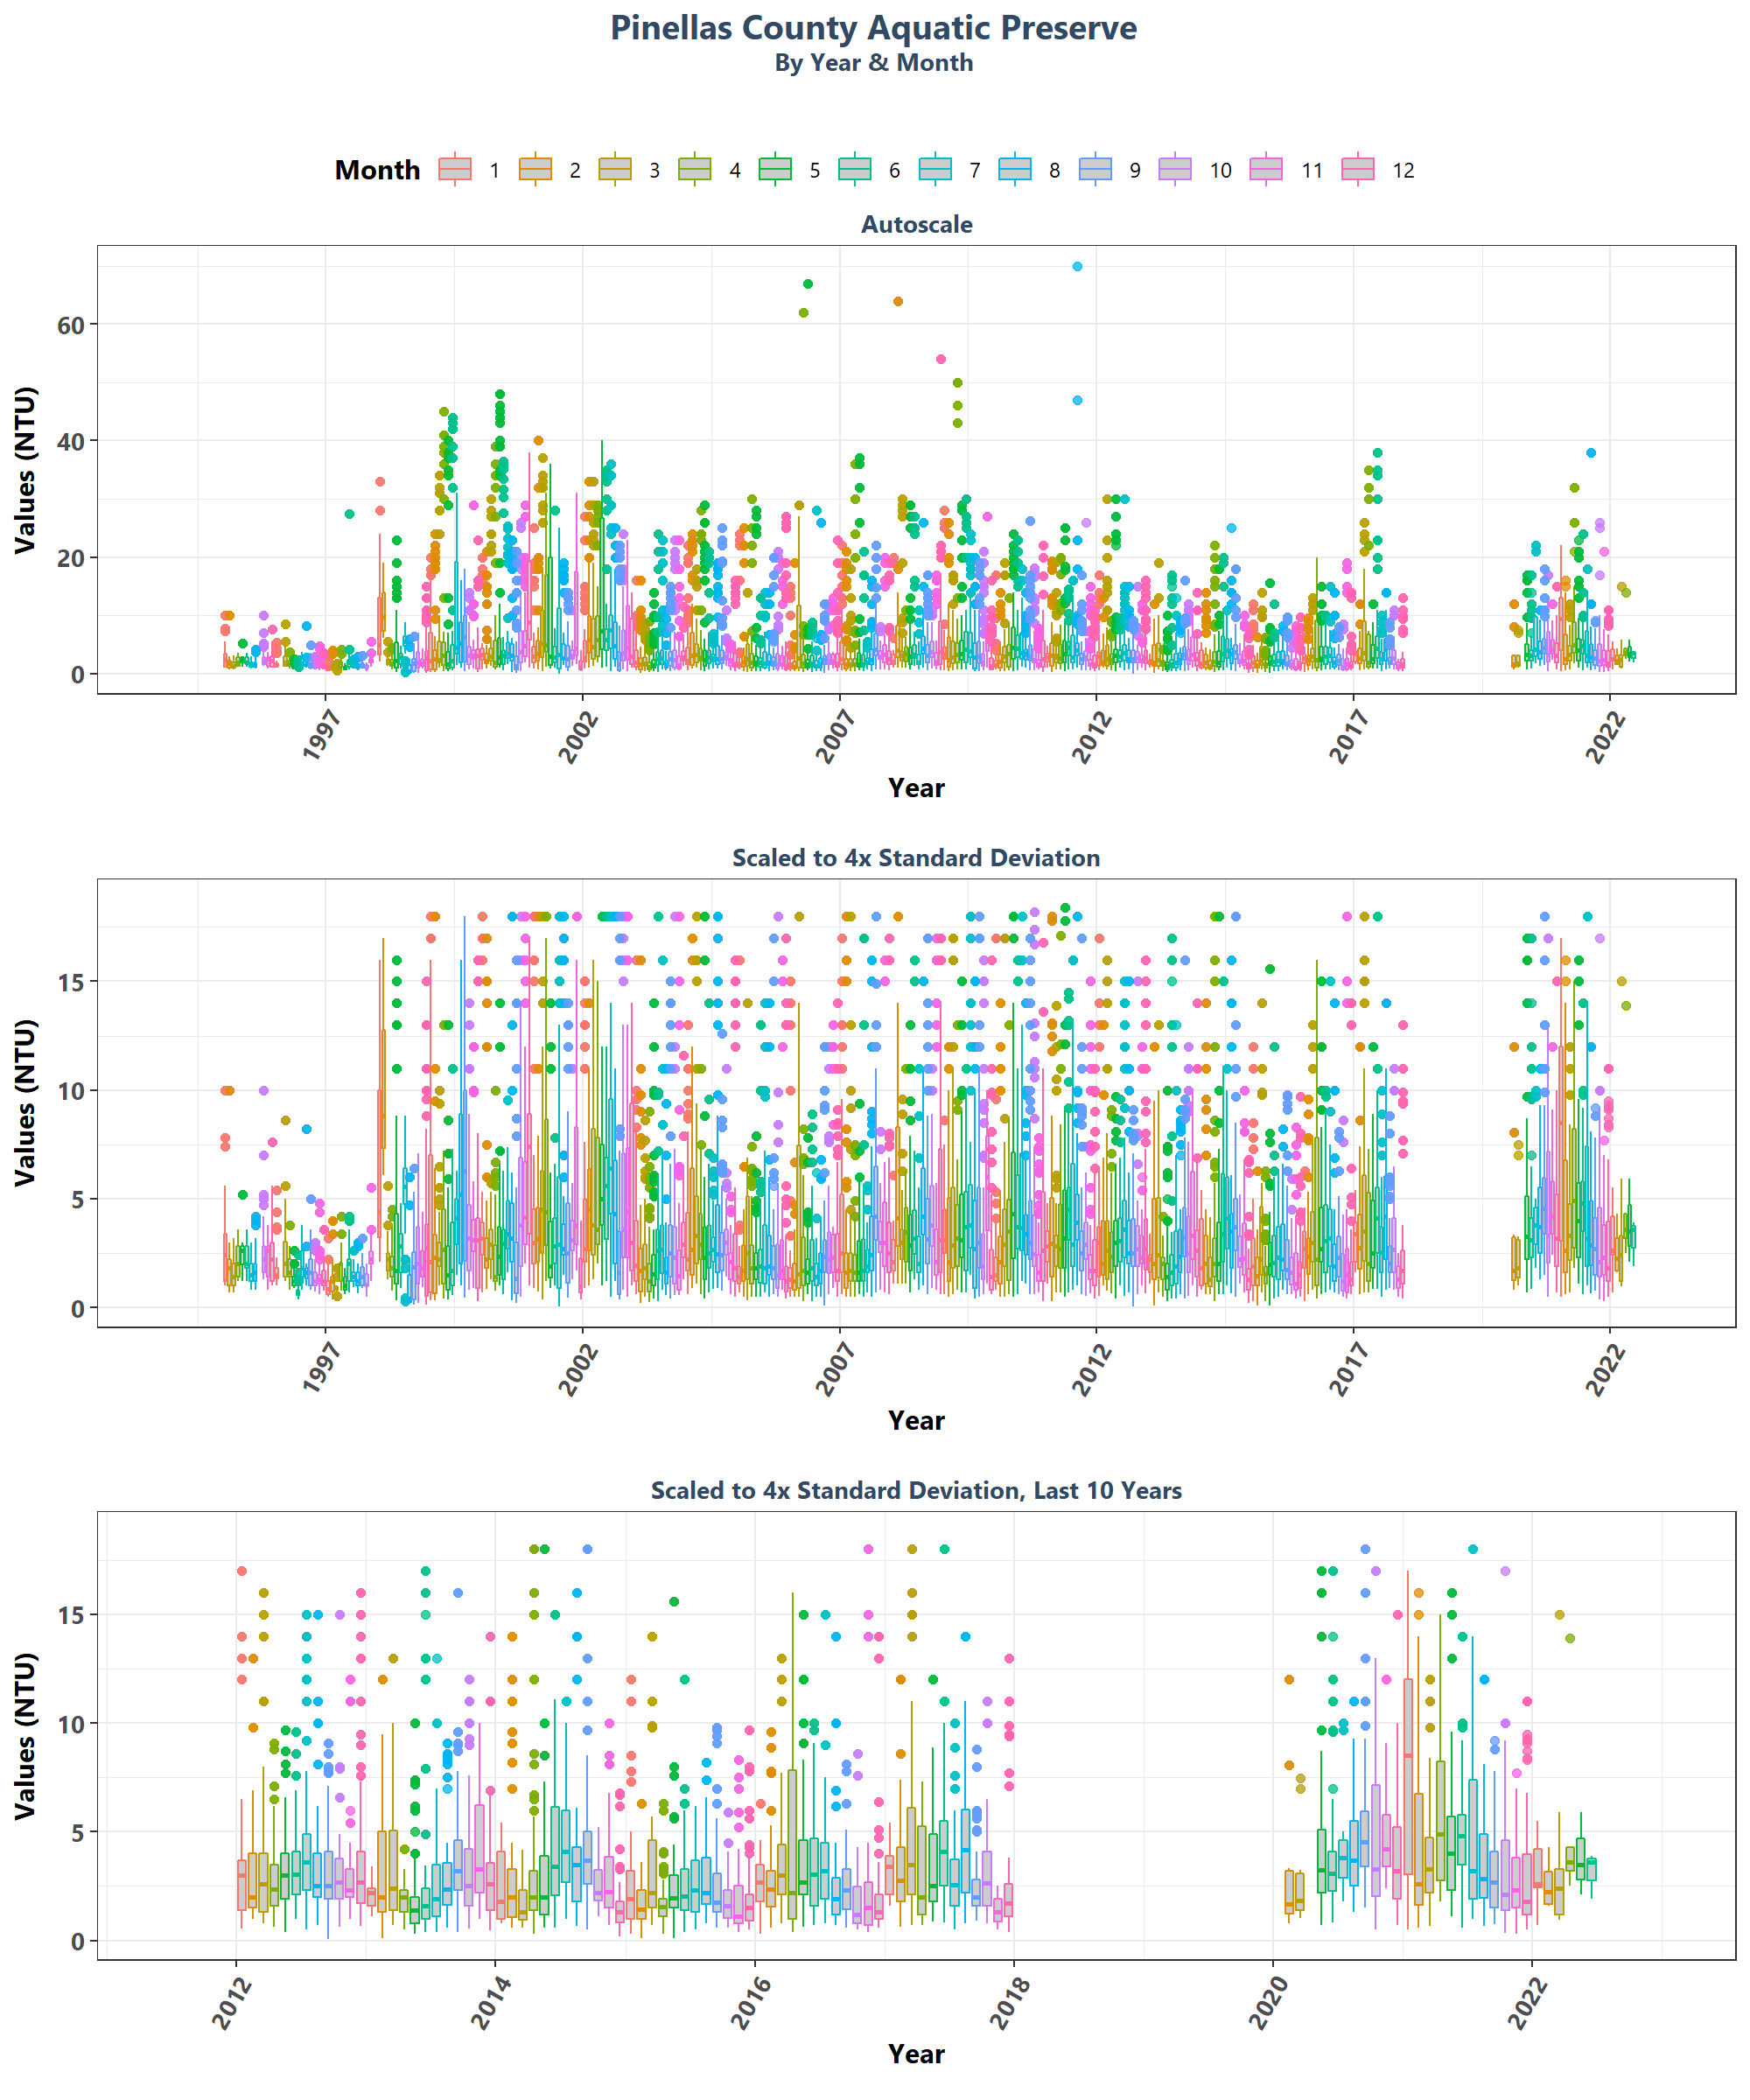 Pinellas County Aquatic Preserve
By Year & Month
Month 1 2 3 4 5 6 7 8 9 10 11 12
Autoscale
Values (NTU)
60
40
20
0
1997 2002 2007 2012 2017 2022
Year
Scaled to 4x Standard Deviation
Values (NTU)
15
10
5
0
1997 2002 2007 2012 2017 2022
Year
Scaled to 4x Standard Deviation, Last 10 Years
Values (NTU)
15
10
5
0
2012 2014 2016 2018 2020 2022
Year